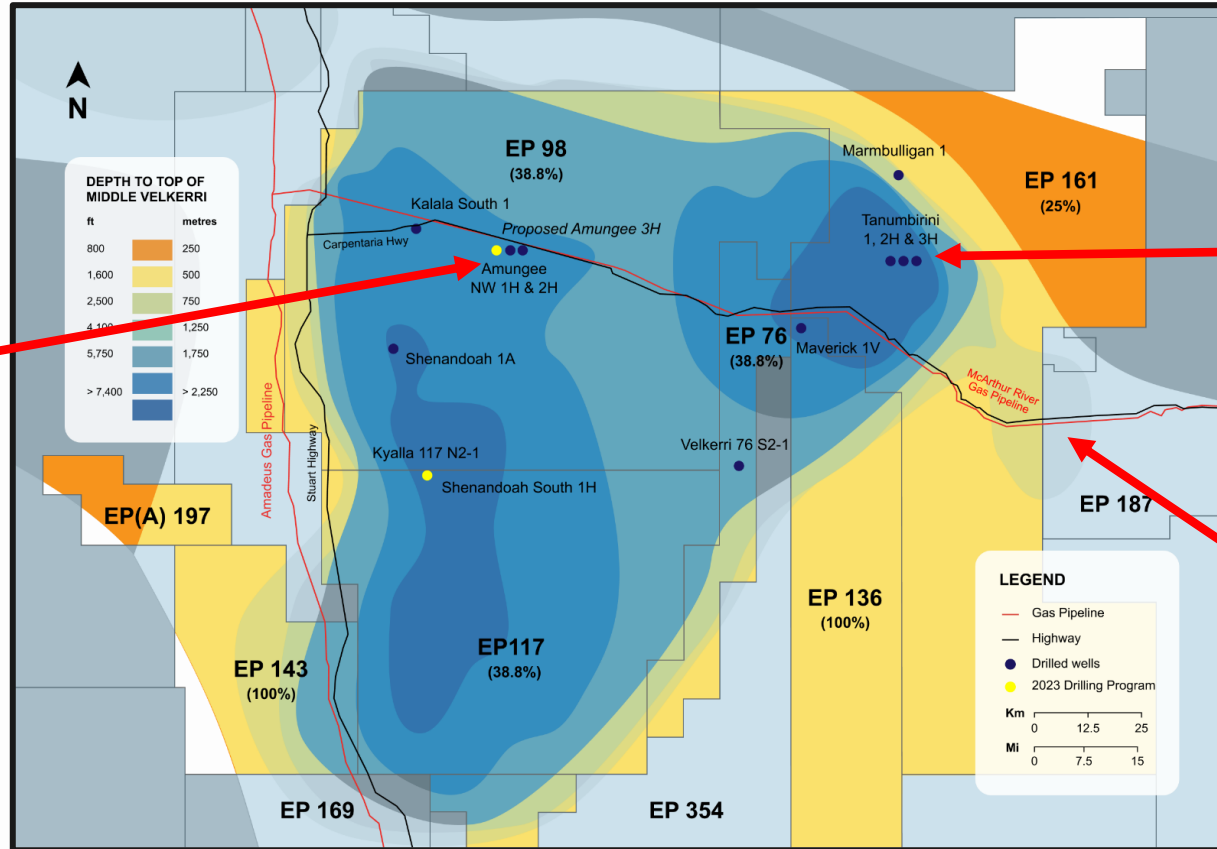 N
DEPTH TO TOP OF
MIDDLE VELKERRI
ft metres
800 250
1,600 500
2,500 750
4,100 1,250
5,750 1,750
> 7,400 > 2,250
EP 98
(38.8%)
Marmbulligan 1
EP 161
(25%)
Kalala South 1
Proposed Amungee 3H
Carpentaria Hwy
Tanumbirini
1, 2H & 3H
Amungee
NW 1H & 2H
EP 76
(38.8%)
Maverick 1V
Shenandoah 1A
McArthur River
Gas Pipeline
Amadeus Gas Pipeline
Stuart Highway
Kyalla 117 N2-1
Shenandoah South 1H
Velkerri 76 S2-1
EP(A) 197
EP 187
EP 136
(100%)
EP 143
(100%)
EP117
(38.8%)
EP 169
EP 354
LEGEND
Gas Pipeline
Highway
Drilled wells
2023 Drilling Program
Km
0 12.5 25
Mi
0 7.5 15